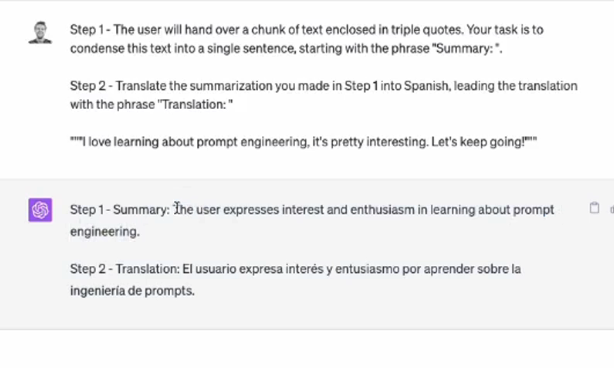 Step 1 - The user will hand over a chunk of text enclosed in triple quotes. Your task is to
condense this text into a single sentence, starting with the phrase "Summary: ".
Step 2 - Translate the summarization you made in Step 1 into Spanish, leading the translation
with the phrase "Translation: "
"""I love learning about prompt engineering, it's pretty interesting. Let's keep going!"""
Step 1 - Summary: The user expresses interest and enthusiasm in learning about prompt
engineering.
Step 2 - Translation: El usuario expresa interés y entusiasmo por aprender sobre la
ingeniería de prompts.